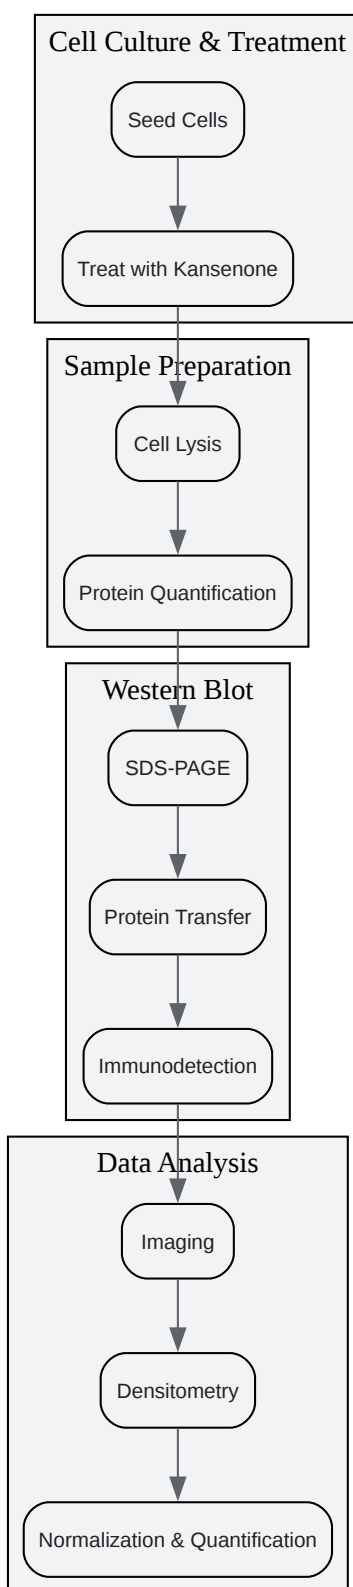 Cell Culture & Treatment
Seed Cells
Treat with Kansenone
Sample Preparation
Cell Lysis
Protein Quantification
Western Blot
SDS-PAGE
Protein Transfer
Immunodetection
Data Analysis
Imaging
Densitometry
Normalization & Quantification